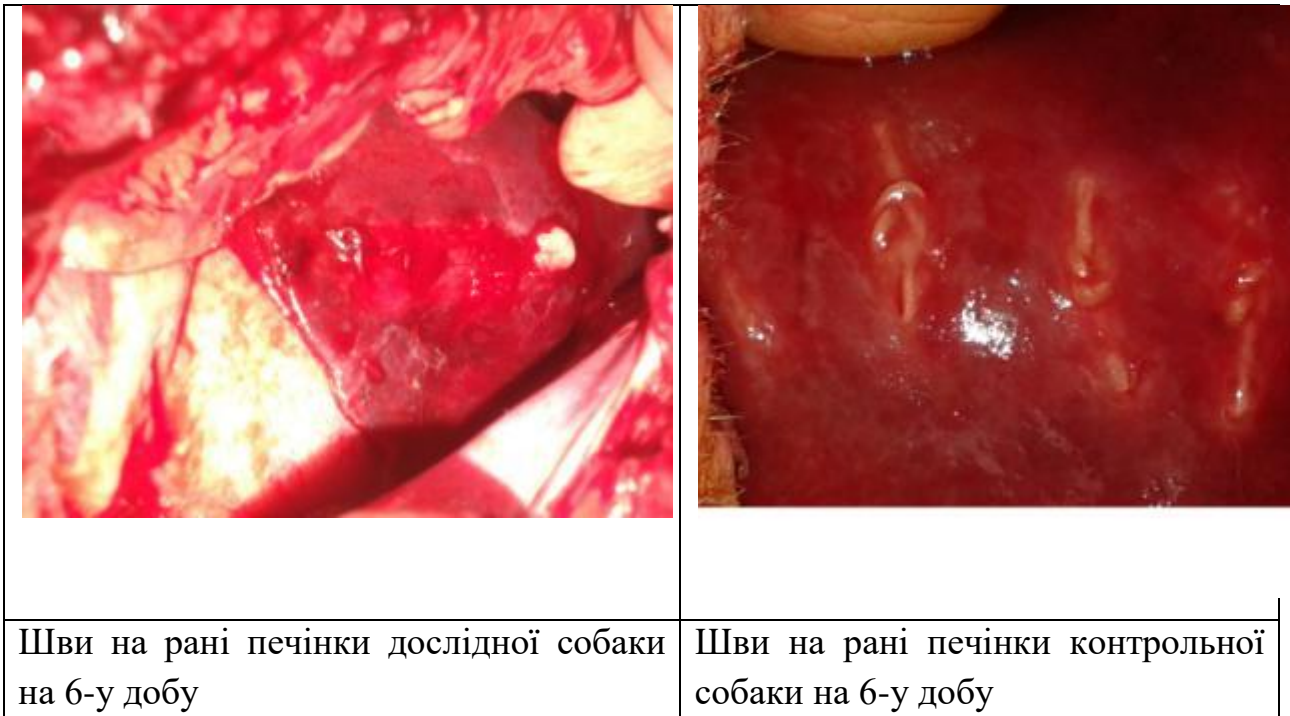 Шви на рані печінки дослідної собаки
на 6-у добу
Шви на рані печінки контрольної
собаки на 6-у добу